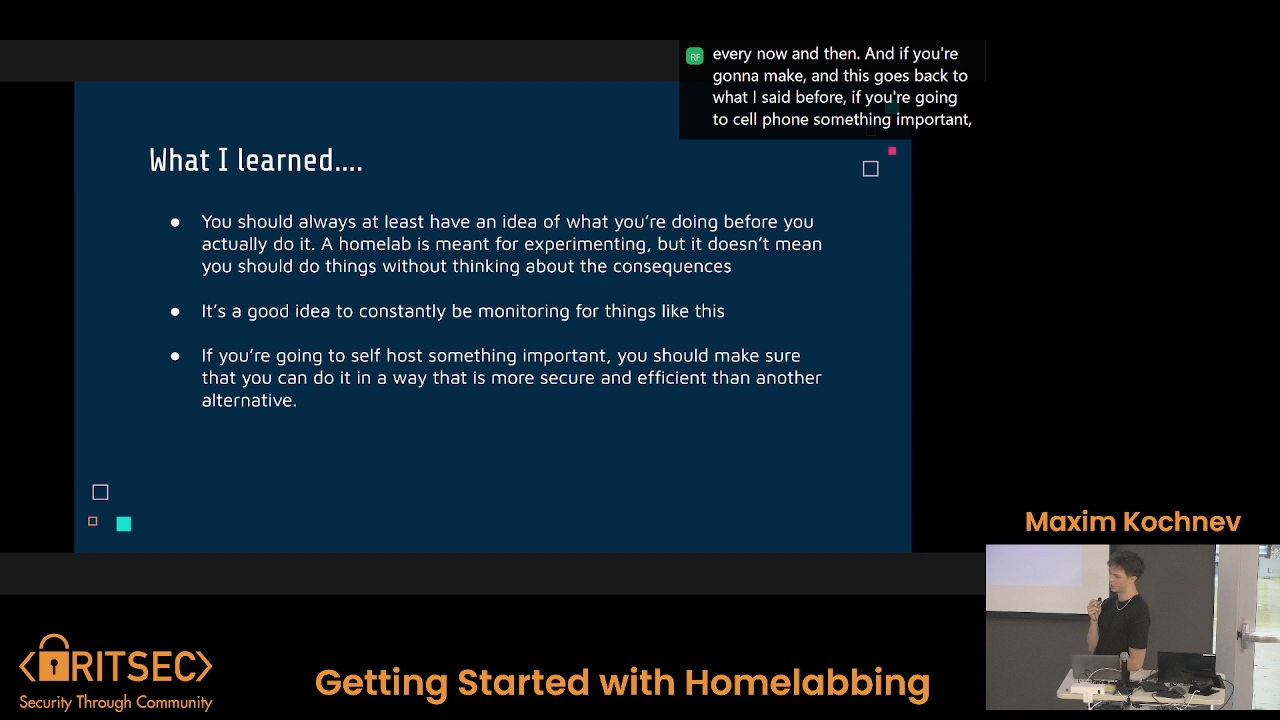 RF
every now and then. And if you're
gonna make, and this goes back to
what I said before, if you're going
to cell phone something important,
What I learned....
● You should always at least have an idea of what you're doing before you
actually do it. A homelab is meant for experimenting, but it doesn't mean
you should do things without thinking about the consequences
● It's a good idea to constantly be monitoring for things like this
● If you're going to self host something important, you should make sure
that you can do it in a way that is more secure and efficient than another
alternative.
Maxim Kochnev
<RITSEC>
Security Through Community
Getting Started with Homelabbing